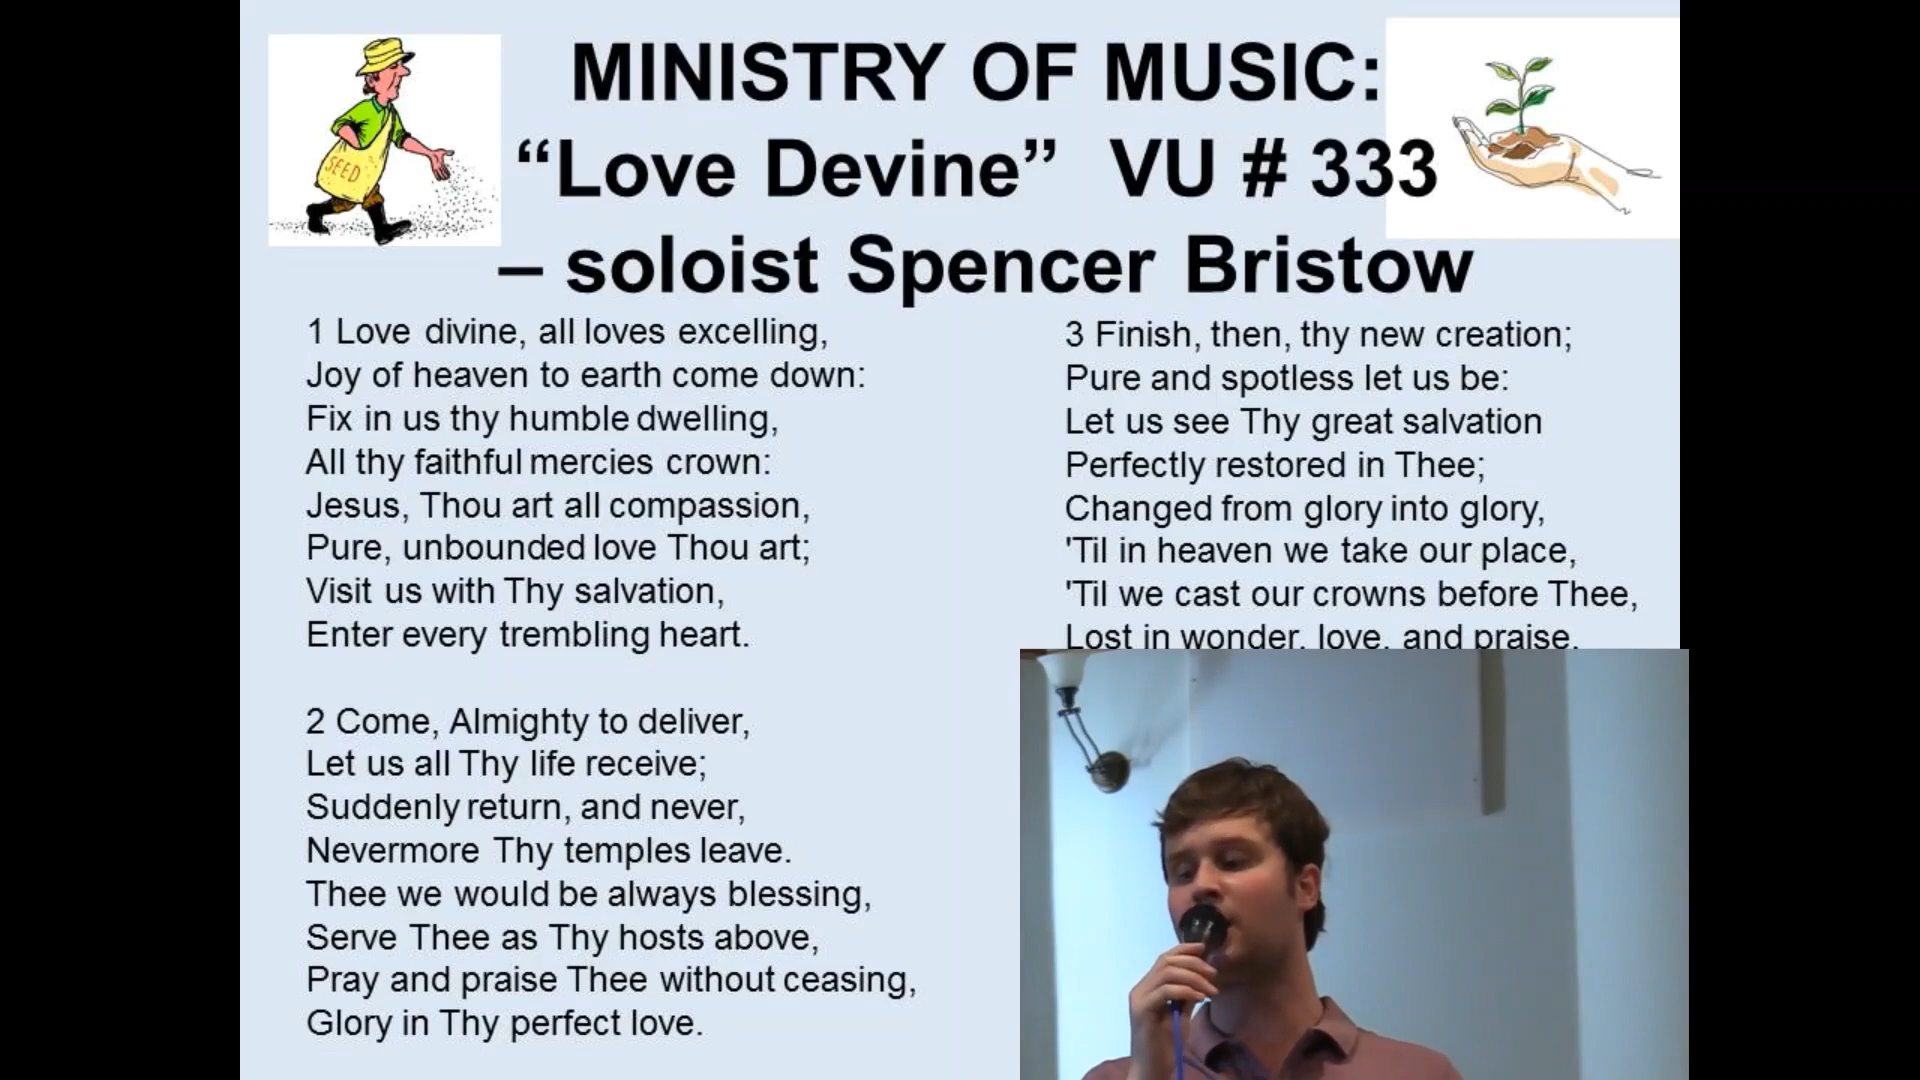 MINISTRY OF MUSIC:
“Love Devine” VU # 333
– soloist Spencer Bristow
SEED
1 Love divine, all loves excelling,
Joy of heaven to earth come down:
Fix in us thy humble dwelling,
All thy faithful mercies crown:
Jesus, Thou art all compassion,
Pure, unbounded love Thou art;
Visit us with Thy salvation,
Enter every trembling heart.
2 Come, Almighty to deliver,
Let us all Thy life receive;
Suddenly return, and never,
Nevermore Thy temples leave.
Thee we would be always blessing,
Serve Thee as Thy hosts above,
Pray and praise Thee without ceasing,
Glory in Thy perfect love.
3 Finish, then, thy new creation;
Pure and spotless let us be:
Let us see Thy great salvation
Perfectly restored in Thee;
Changed from glory into glory,
'Til in heaven we take our place,
'Til we cast our crowns before Thee,
Lost in wonder, love, and praise.